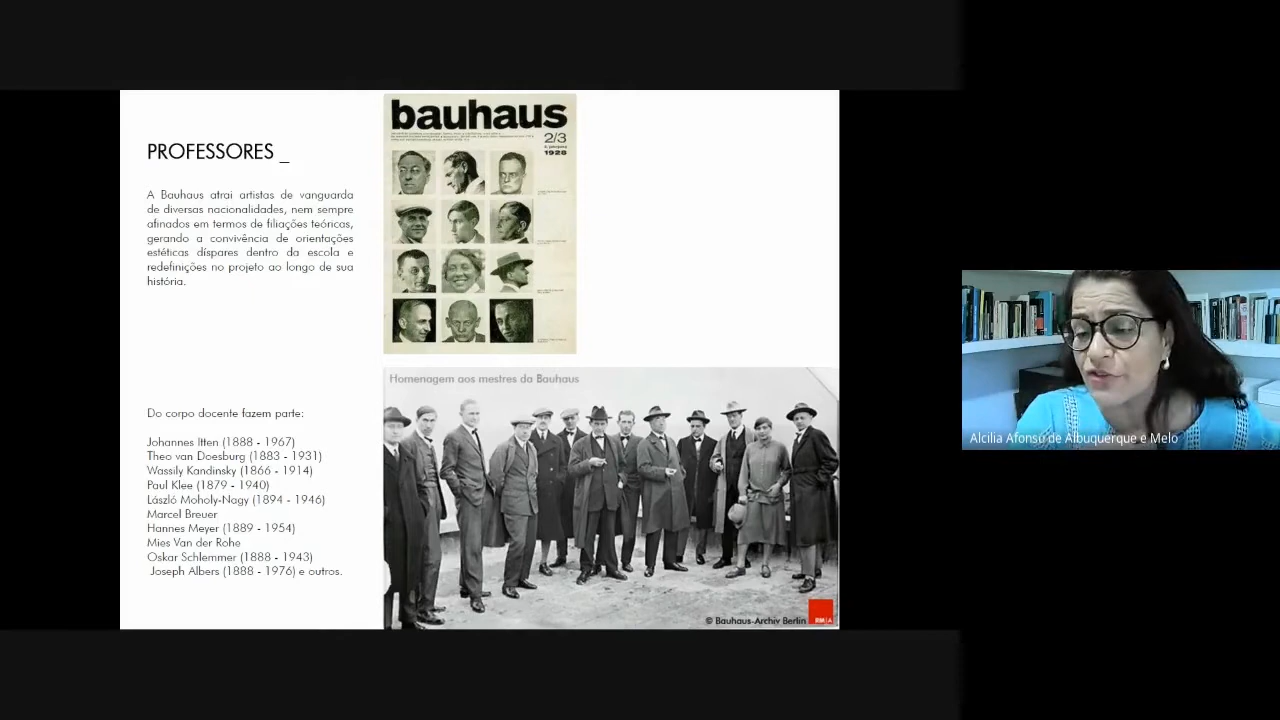 PROFESSORES _
A Bauhaus atrai artistas de vanguarda
de diversas nacionalidades, nem sempre
afinados em termos de filiações teóricas,
gerando a convivência de orientações
estéticas díspares dentro da escola e
redefinições no projeto ao longo de sua
história.
Do corpo docente fazem parte:
Johannes Itten (1888 - 1967)
Theo van Doesburg (1883 - 1931)
Wassily Kandinsky (1866 - 1914)
Paul Klee (1879 - 1940)
László Moholy-Nagy (1894 - 1946)
Marcel Breuer
Hannes Meyer (1889 - 1954)
Mies Van der Rohe
Oskar Schlemmer (1888 - 1943)
Joseph Albers (1888 - 1976) e outros.
bauhaus
2/3
1928
Homenagem aos mestres da Bauhaus
© Bauhaus-Archiv Berlin
Alcilia Afonso de Albuquerque e Melo